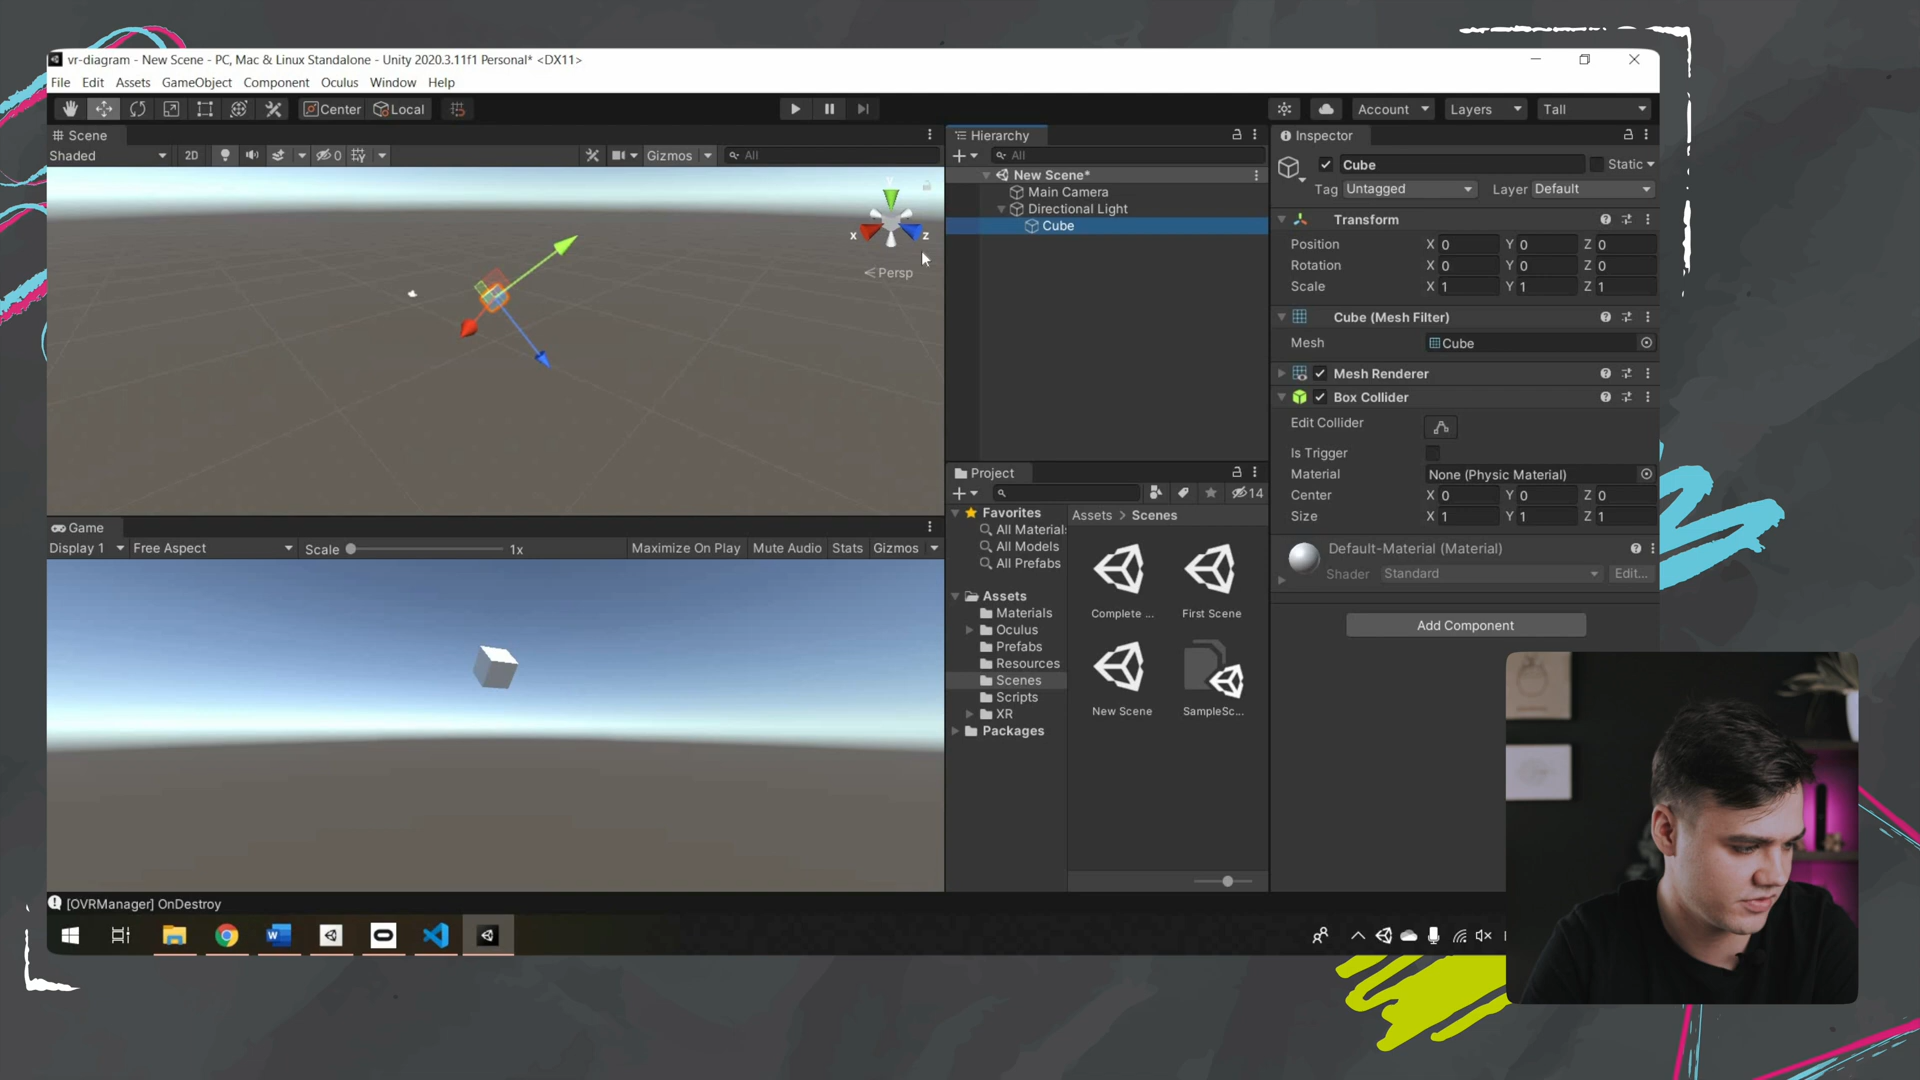 vr-diagram - New Scene - PC, Mac & Linux Standalone - Unity 2020.3.11f1 Personal* <DX11>
File Edit Assets GameObject Component Oculus Window Help
Center Local
Account Layers Tall
Scene
Shaded 2D 0 Gizmos All
y
x z
Persp
Hierarchy
All
New Scene*
Main Camera
Directional Light
Cube
Inspector
Cube Static
Tag Untagged Layer Default
Transform
Position X 0 Y 0 Z 0
Rotation X 0 Y 0 Z 0
Scale X 1 Y 1 Z 1
Cube (Mesh Filter)
Mesh Cube
Mesh Renderer
Box Collider
Edit Collider
Is Trigger
Material None (Physic Material)
Center X 0 Y 0 Z 0
Size X 1 Y 1 Z 1
Default-Material (Material)
Shader Standard Edit...
Add Component
Game
Display 1 Free Aspect Scale 1x Maximize On Play Mute Audio Stats Gizmos
Project
14
Favorites
All Material
All Models
All Prefabs
Assets
Materials
Oculus
Prefabs
Resources
Scenes
Scripts
XR
Packages
Assets > Scenes
Complete ...
First Scene
New Scene
SampleSc...
[OVRManager] OnDestroy